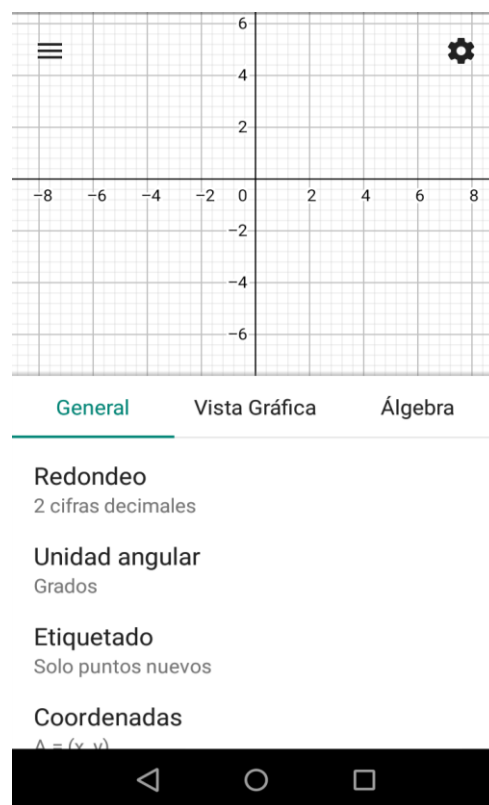 6
4
2
−8 −6 −4 −2 0 2 4 6 8
−2
−4
−6
General Vista Gráfica Álgebra
Redondeo
2 cifras decimales
Unidad angular
Grados
Etiquetado
Solo puntos nuevos
Coordenadas
A = (x, y)